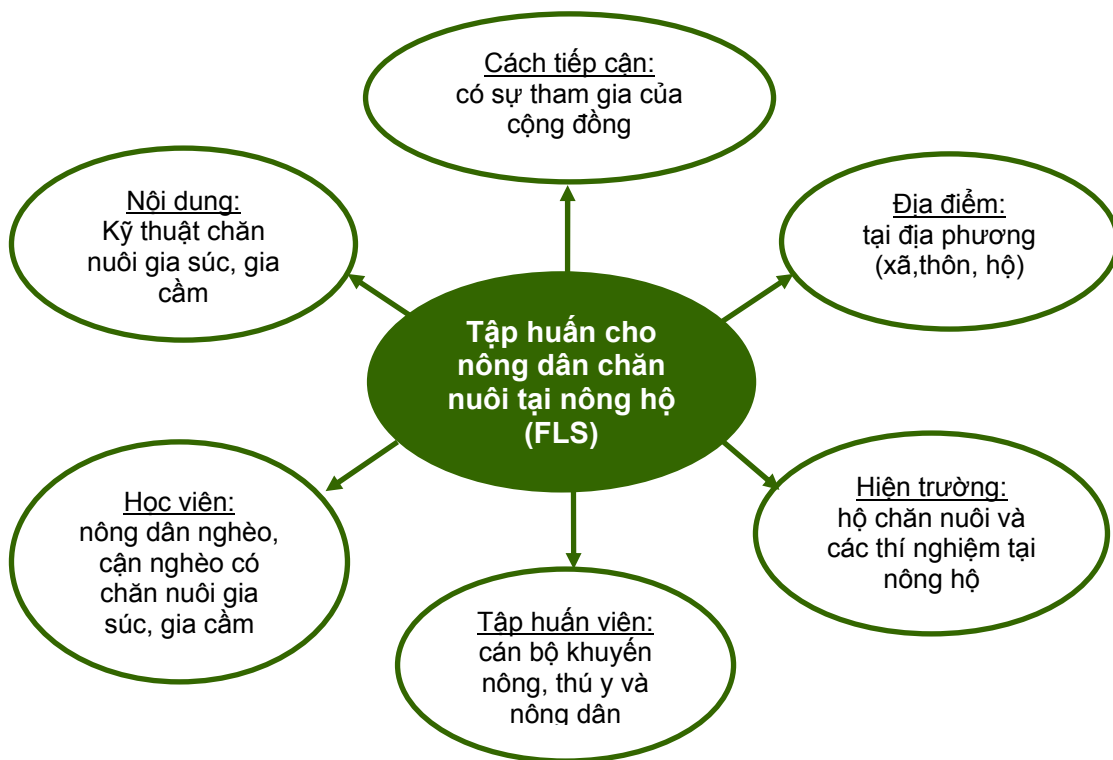 Cách tiếp cận:
có sự tham gia của
cộng đồng
Nội dung:
Kỹ thuật chăn
nuôi gia súc, gia
cầm
Địa điểm:
tại địa phương
(xã,thôn, hộ)
Tập huấn cho
nông dân chăn
nuôi tại nông hộ
(FLS)
Học viên:
nông dân nghèo,
cận nghèo có
chăn nuôi gia
súc, gia cầm
Hiện trường:
hộ chăn nuôi và
các thí nghiệm tại
nông hộ
Tập huấn viên:
cán bộ khuyến
nông, thú y và
nông dân